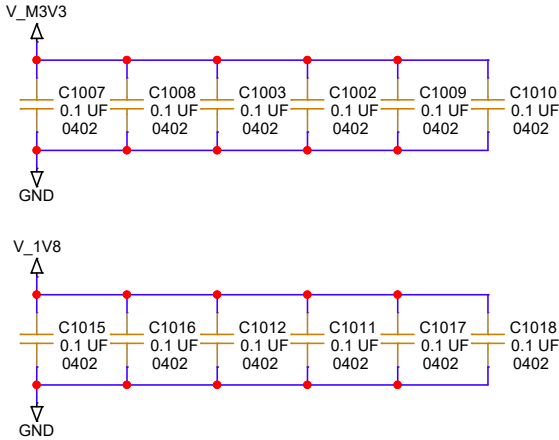 V_M3V3
C1007 C1008 C1003 C1002 C1009 C1010
0.1 UF 0.1 UF 0.1 UF 0.1 UF 0.1 UF 0.1 UF
0402 0402 0402 0402 0402 0402
GND
V_1V8
C1015 C1016 C1012 C1011 C1017 C1018
0.1 UF 0.1 UF 0.1 UF 0.1 UF 0.1 UF 0.1 UF
0402 0402 0402 0402 0402 0402
GND